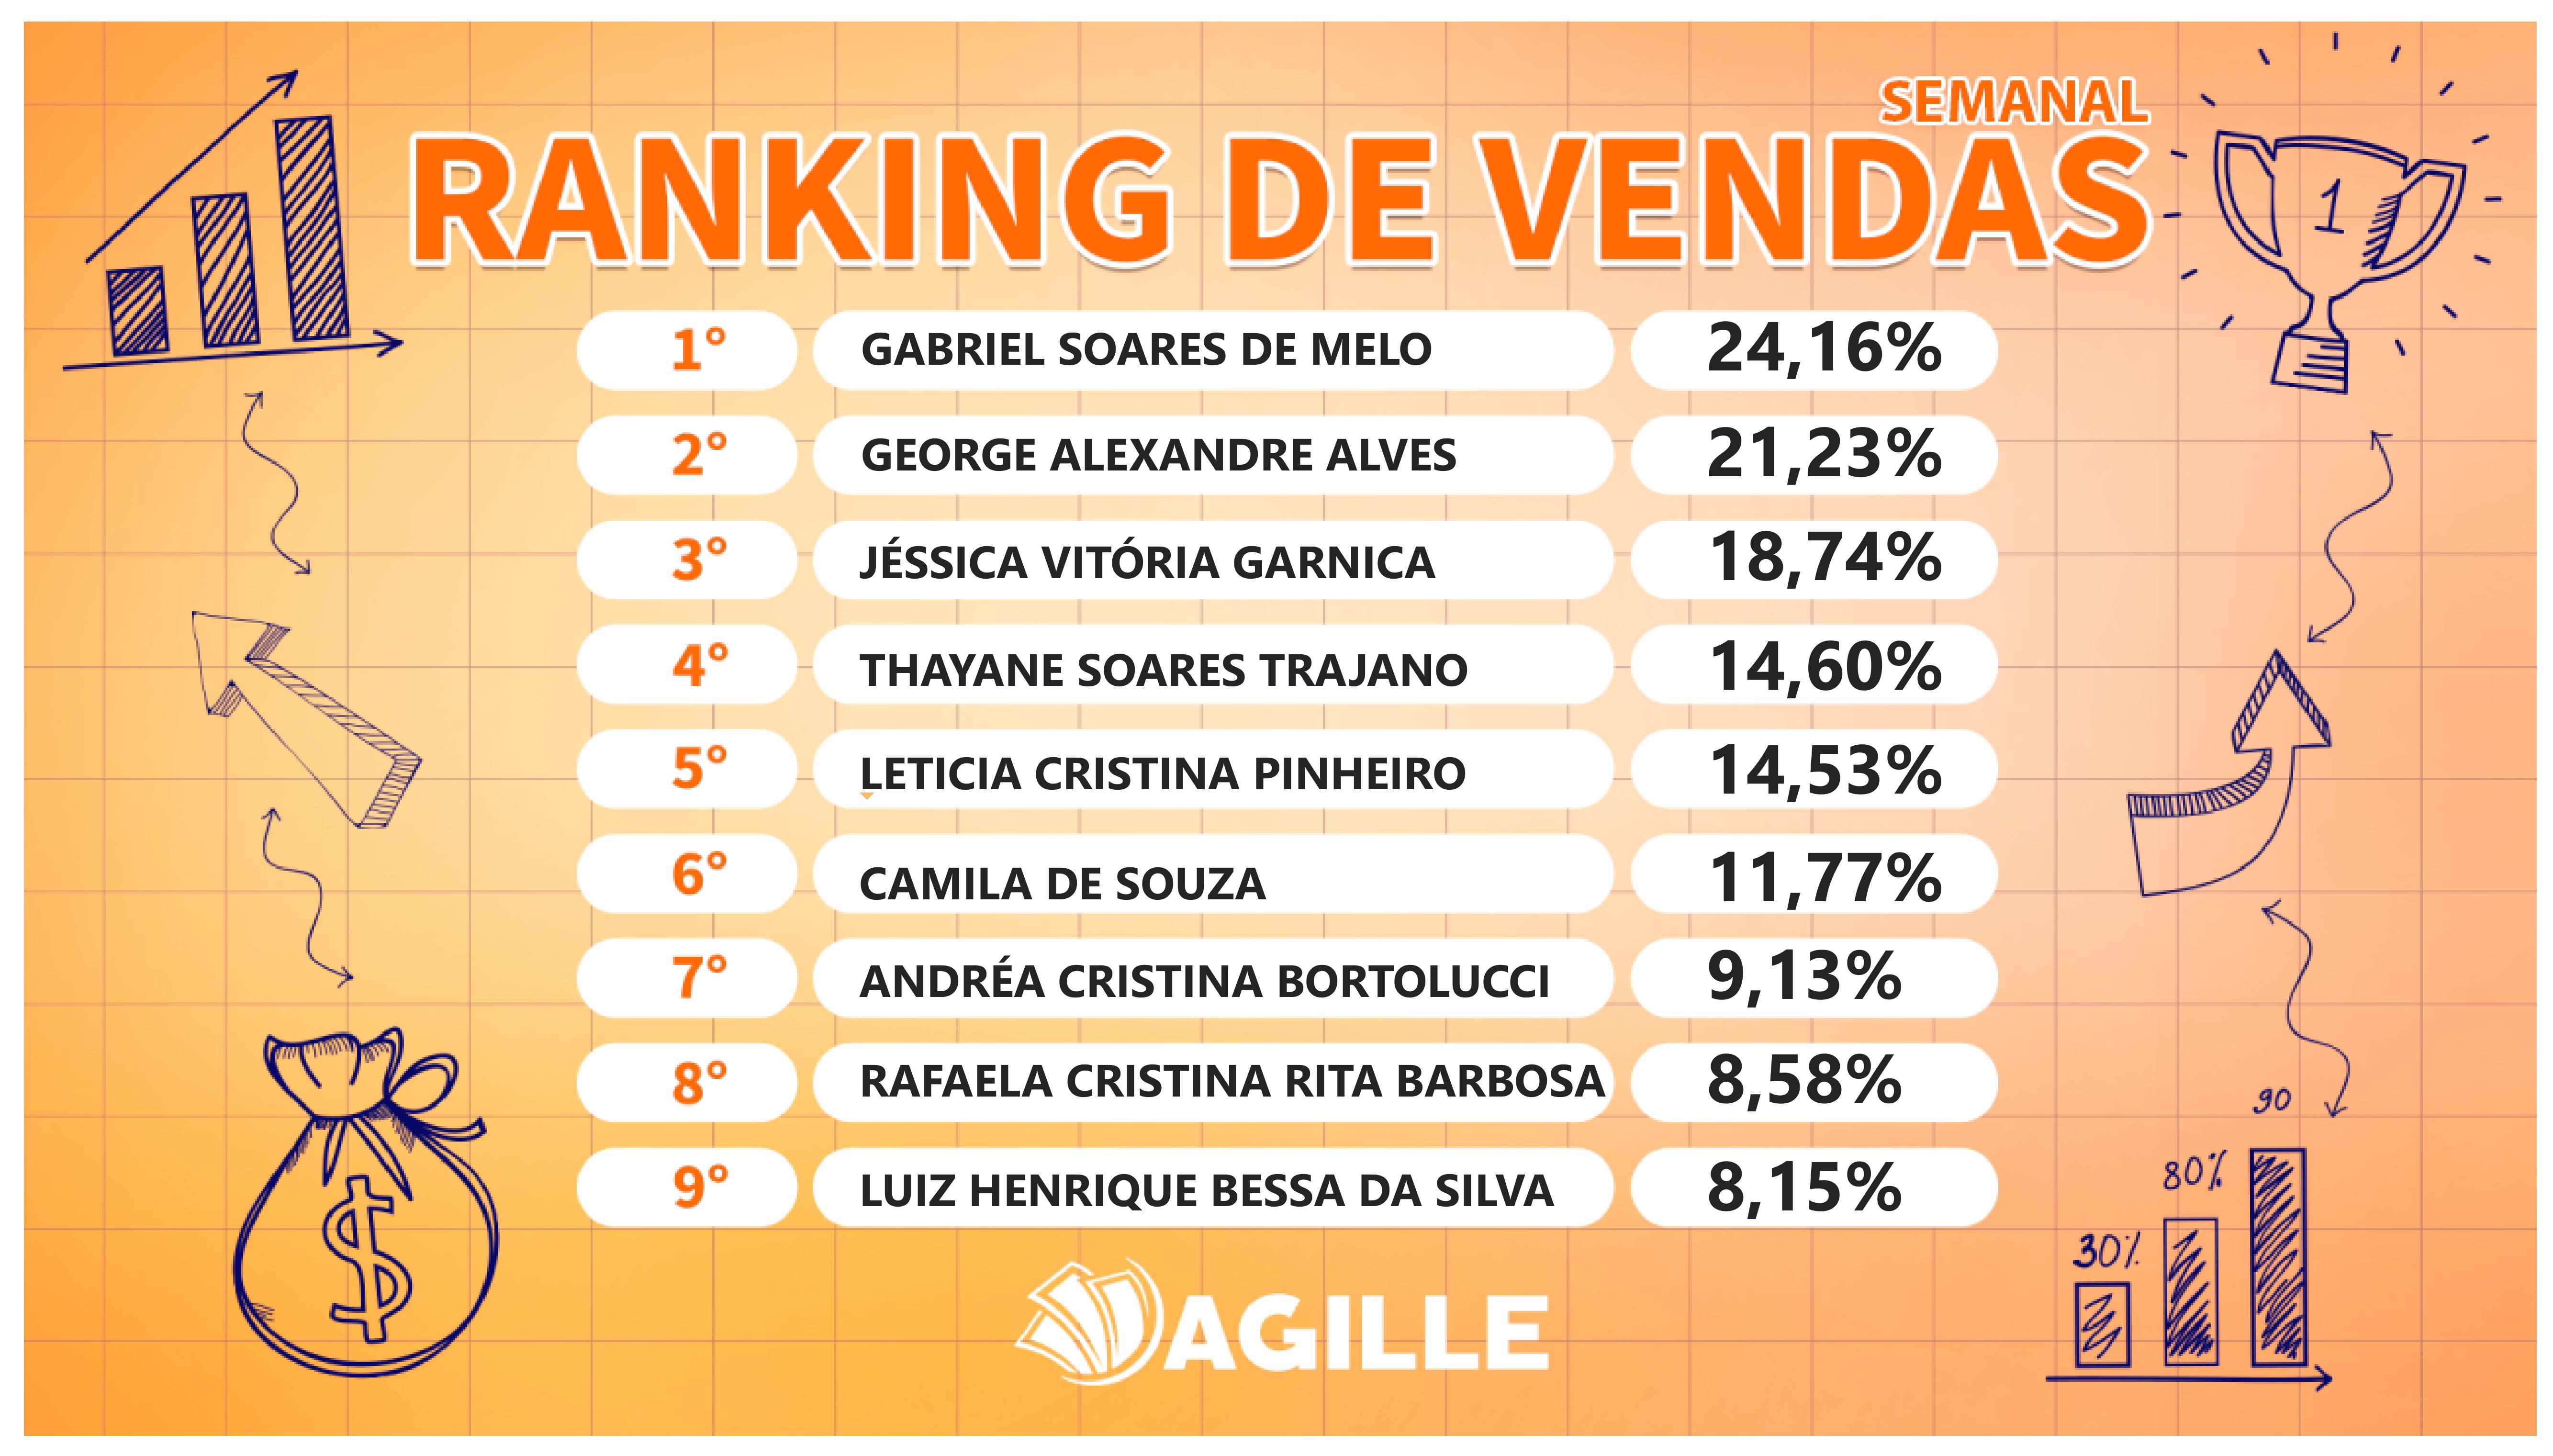 SEMANAL
RANKING DE VENDAS
1
1° GABRIEL SOARES DE MELO 24,16%
2° GEORGE ALEXANDRE ALVES 21,23%
3° JÉSSICA VITÓRIA GARNICA 18,74%
4° THAYANE SOARES TRAJANO 14,60%
5° LETICIA CRISTINA PINHEIRO 14,53%
6° CAMILA DE SOUZA 11,77%
7° ANDRÉA CRISTINA BORTOLUCCI 9,13%
8° RAFAELA CRISTINA RITA BARBOSA 8,58%
9° LUIZ HENRIQUE BESSA DA SILVA 8,15%
$
90
80%
30%
AGILLE